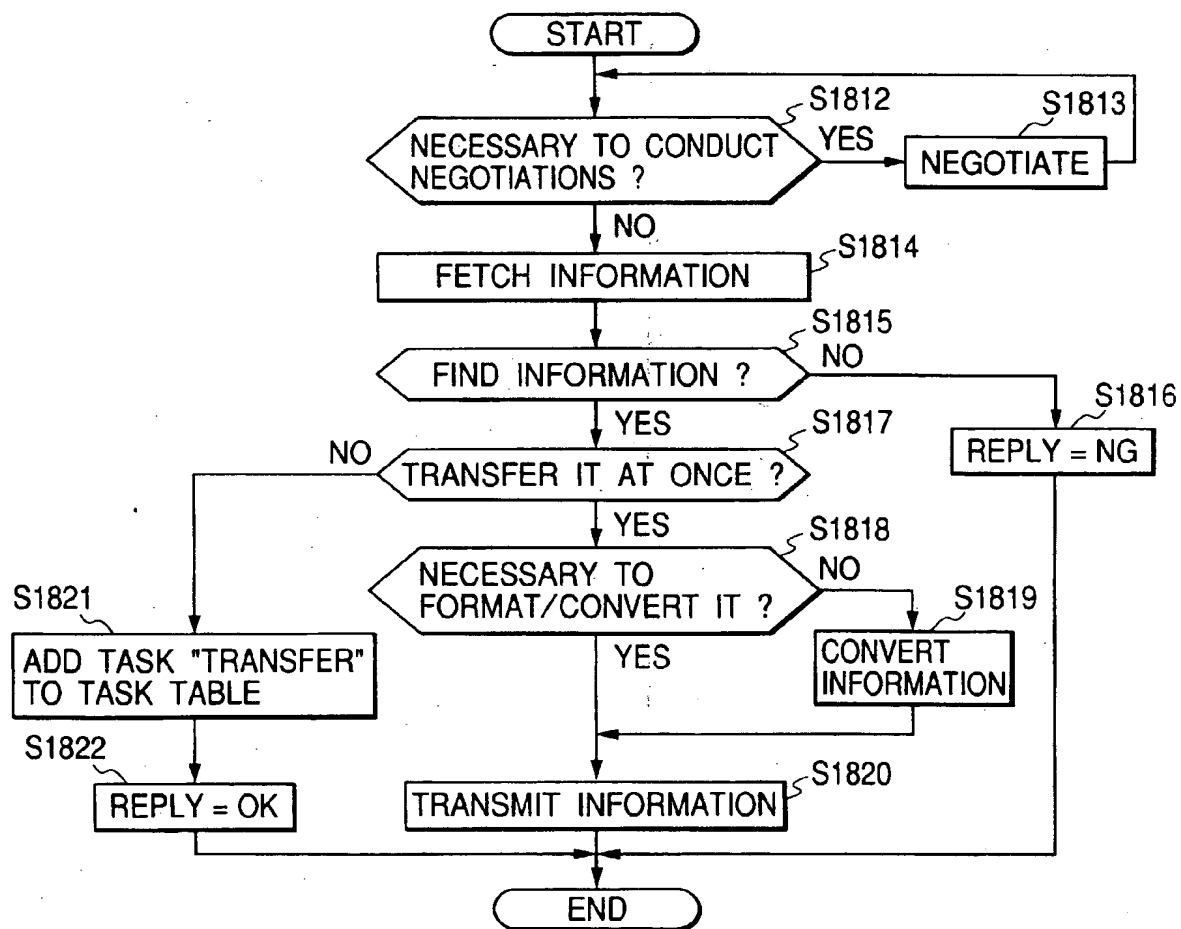 START
S1812
NECESSARY TO CONDUCT
NEGOTIATIONS ?
YES
S1813
NEGOTIATE
NO
S1814
FETCH INFORMATION
S1815
FIND INFORMATION ?
NO
S1816
REPLY = NG
YES
S1817
NO
TRANSFER IT AT ONCE ?
YES
S1818
NECESSARY TO
FORMAT/CONVERT IT ?
NO
S1819
CONVERT
INFORMATION
YES
S1821
ADD TASK "TRANSFER"
TO TASK TABLE
S1822
REPLY = OK
S1820
TRANSMIT INFORMATION
END